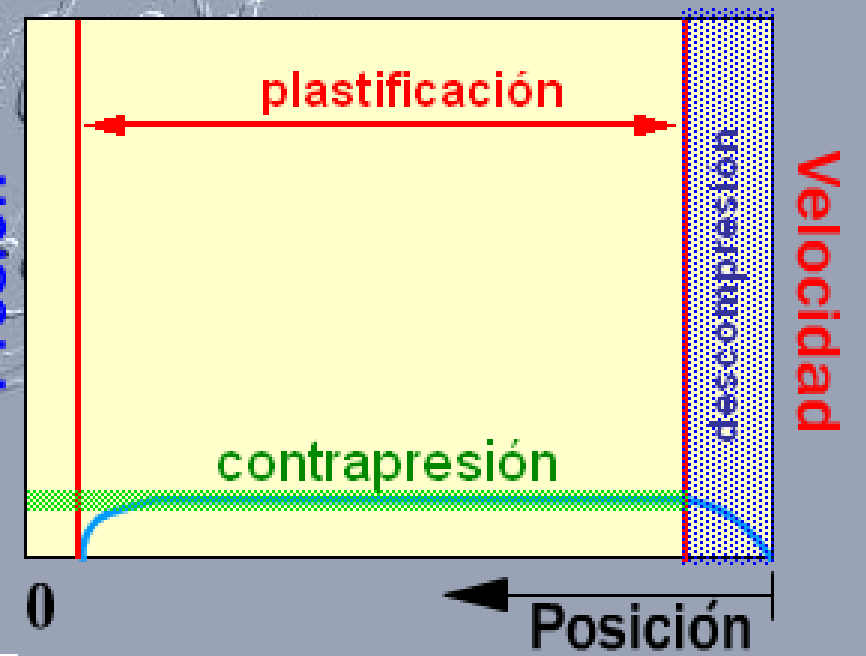 plastificación
descompresión
Velocidad
contrapresión
0
Posición